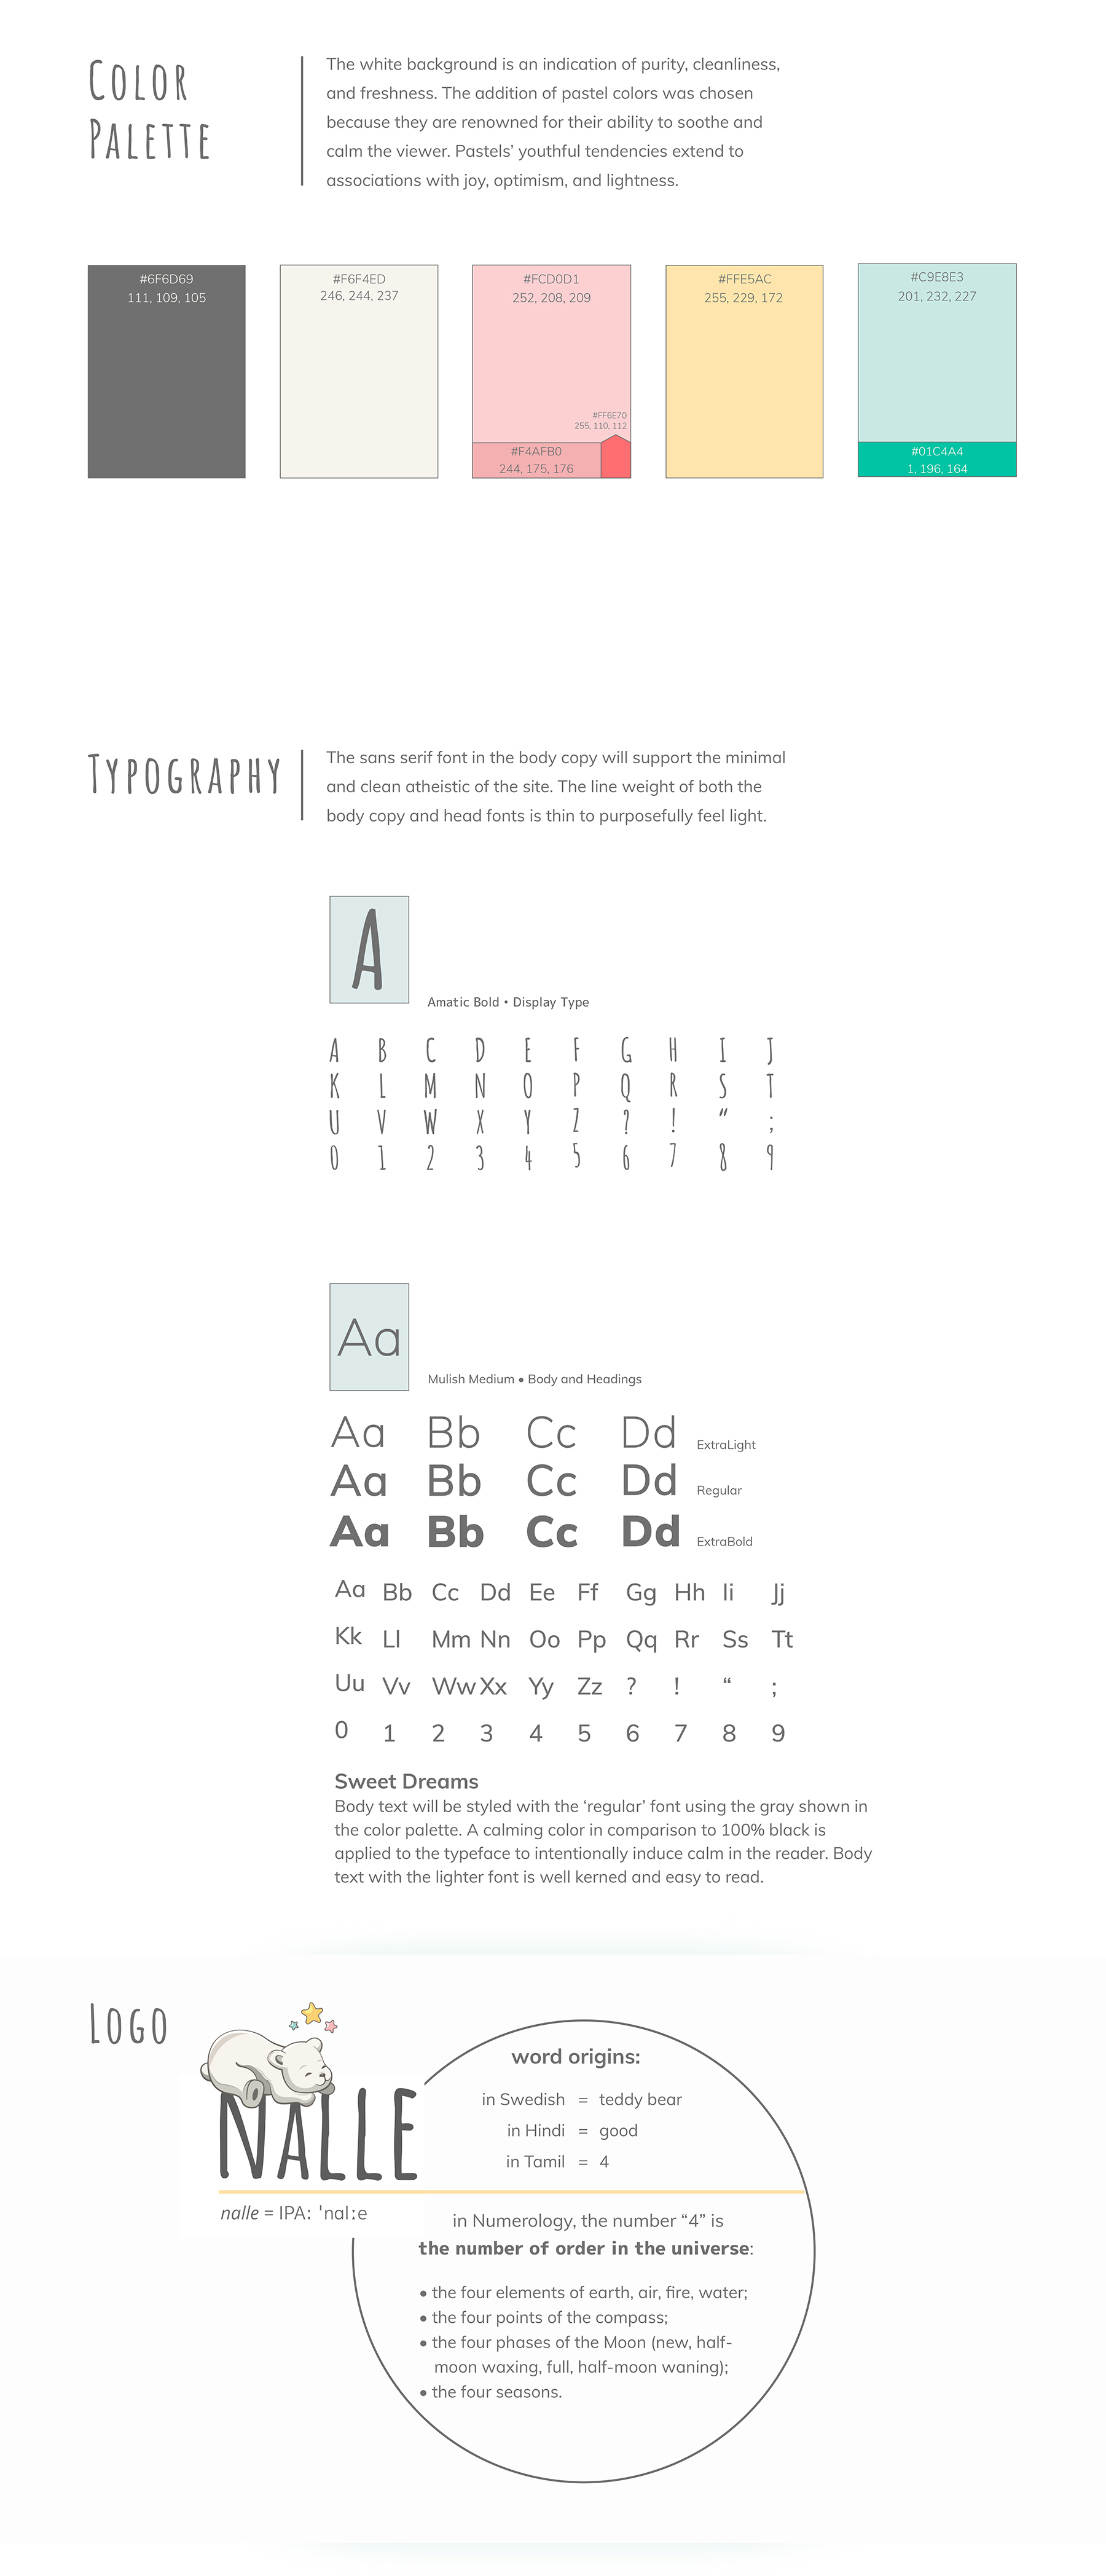 COLOR
PALETTE
The white background is an indication of purity, cleanliness,
and freshness. The addition of pastel colors was chosen
because they are renowned for their ability to soothe and
calm the viewer. Pastels’ youthful tendencies extend to
associations with joy, optimism, and lightness.
#6F6D69
111, 109, 105
#F6F4ED
246, 244, 237
#FCD0D1
252, 208, 209
#FF6E70
255, 110, 112
#F4AFB0
244, 175, 176
#FFE5AC
255, 229, 172
#C9E8E3
201, 232, 227
#01C4A4
1, 196, 164
TYPOGRAPHY
The sans serif font in the body copy will support the minimal
and clean atheistic of the site. The line weight of both the
body copy and head fonts is thin to purposefully feel light.
A
Amatic Bold • Display Type
A B C D E F G H I J
K L M N O P Q R S T
U V W X Y Z ? ! “ ;
0 1 2 3 4 5 6 7 8 9
Aa
Mulish Medium • Body and Headings
Aa Bb Cc Dd ExtraLight
Aa Bb Cc Dd Regular
Aa Bb Cc Dd ExtraBold
Aa Bb Cc Dd Ee Ff Gg Hh Ii Jj
Kk Ll Mm Nn Oo Pp Qq Rr Ss Tt
Uu Vv Ww Xx Yy Zz ? ! “ ;
0 1 2 3 4 5 6 7 8 9
Sweet Dreams
Body text will be styled with the ‘regular’ font using the gray shown in
the color palette. A calming color in comparison to 100% black is
applied to the typeface to intentionally induce calm in the reader. Body
text with the lighter font is well kerned and easy to read.
LOGO
NALLE
nalle = IPA: ˈnalːe
word origins:
in Swedish = teddy bear
in Hindi = good
in Tamil = 4
in Numerology, the number “4” is
the number of order in the universe:
• the four elements of earth, air, fire, water;
• the four points of the compass;
• the four phases of the Moon (new, half-
moon waxing, full, half-moon waning);
• the four seasons.